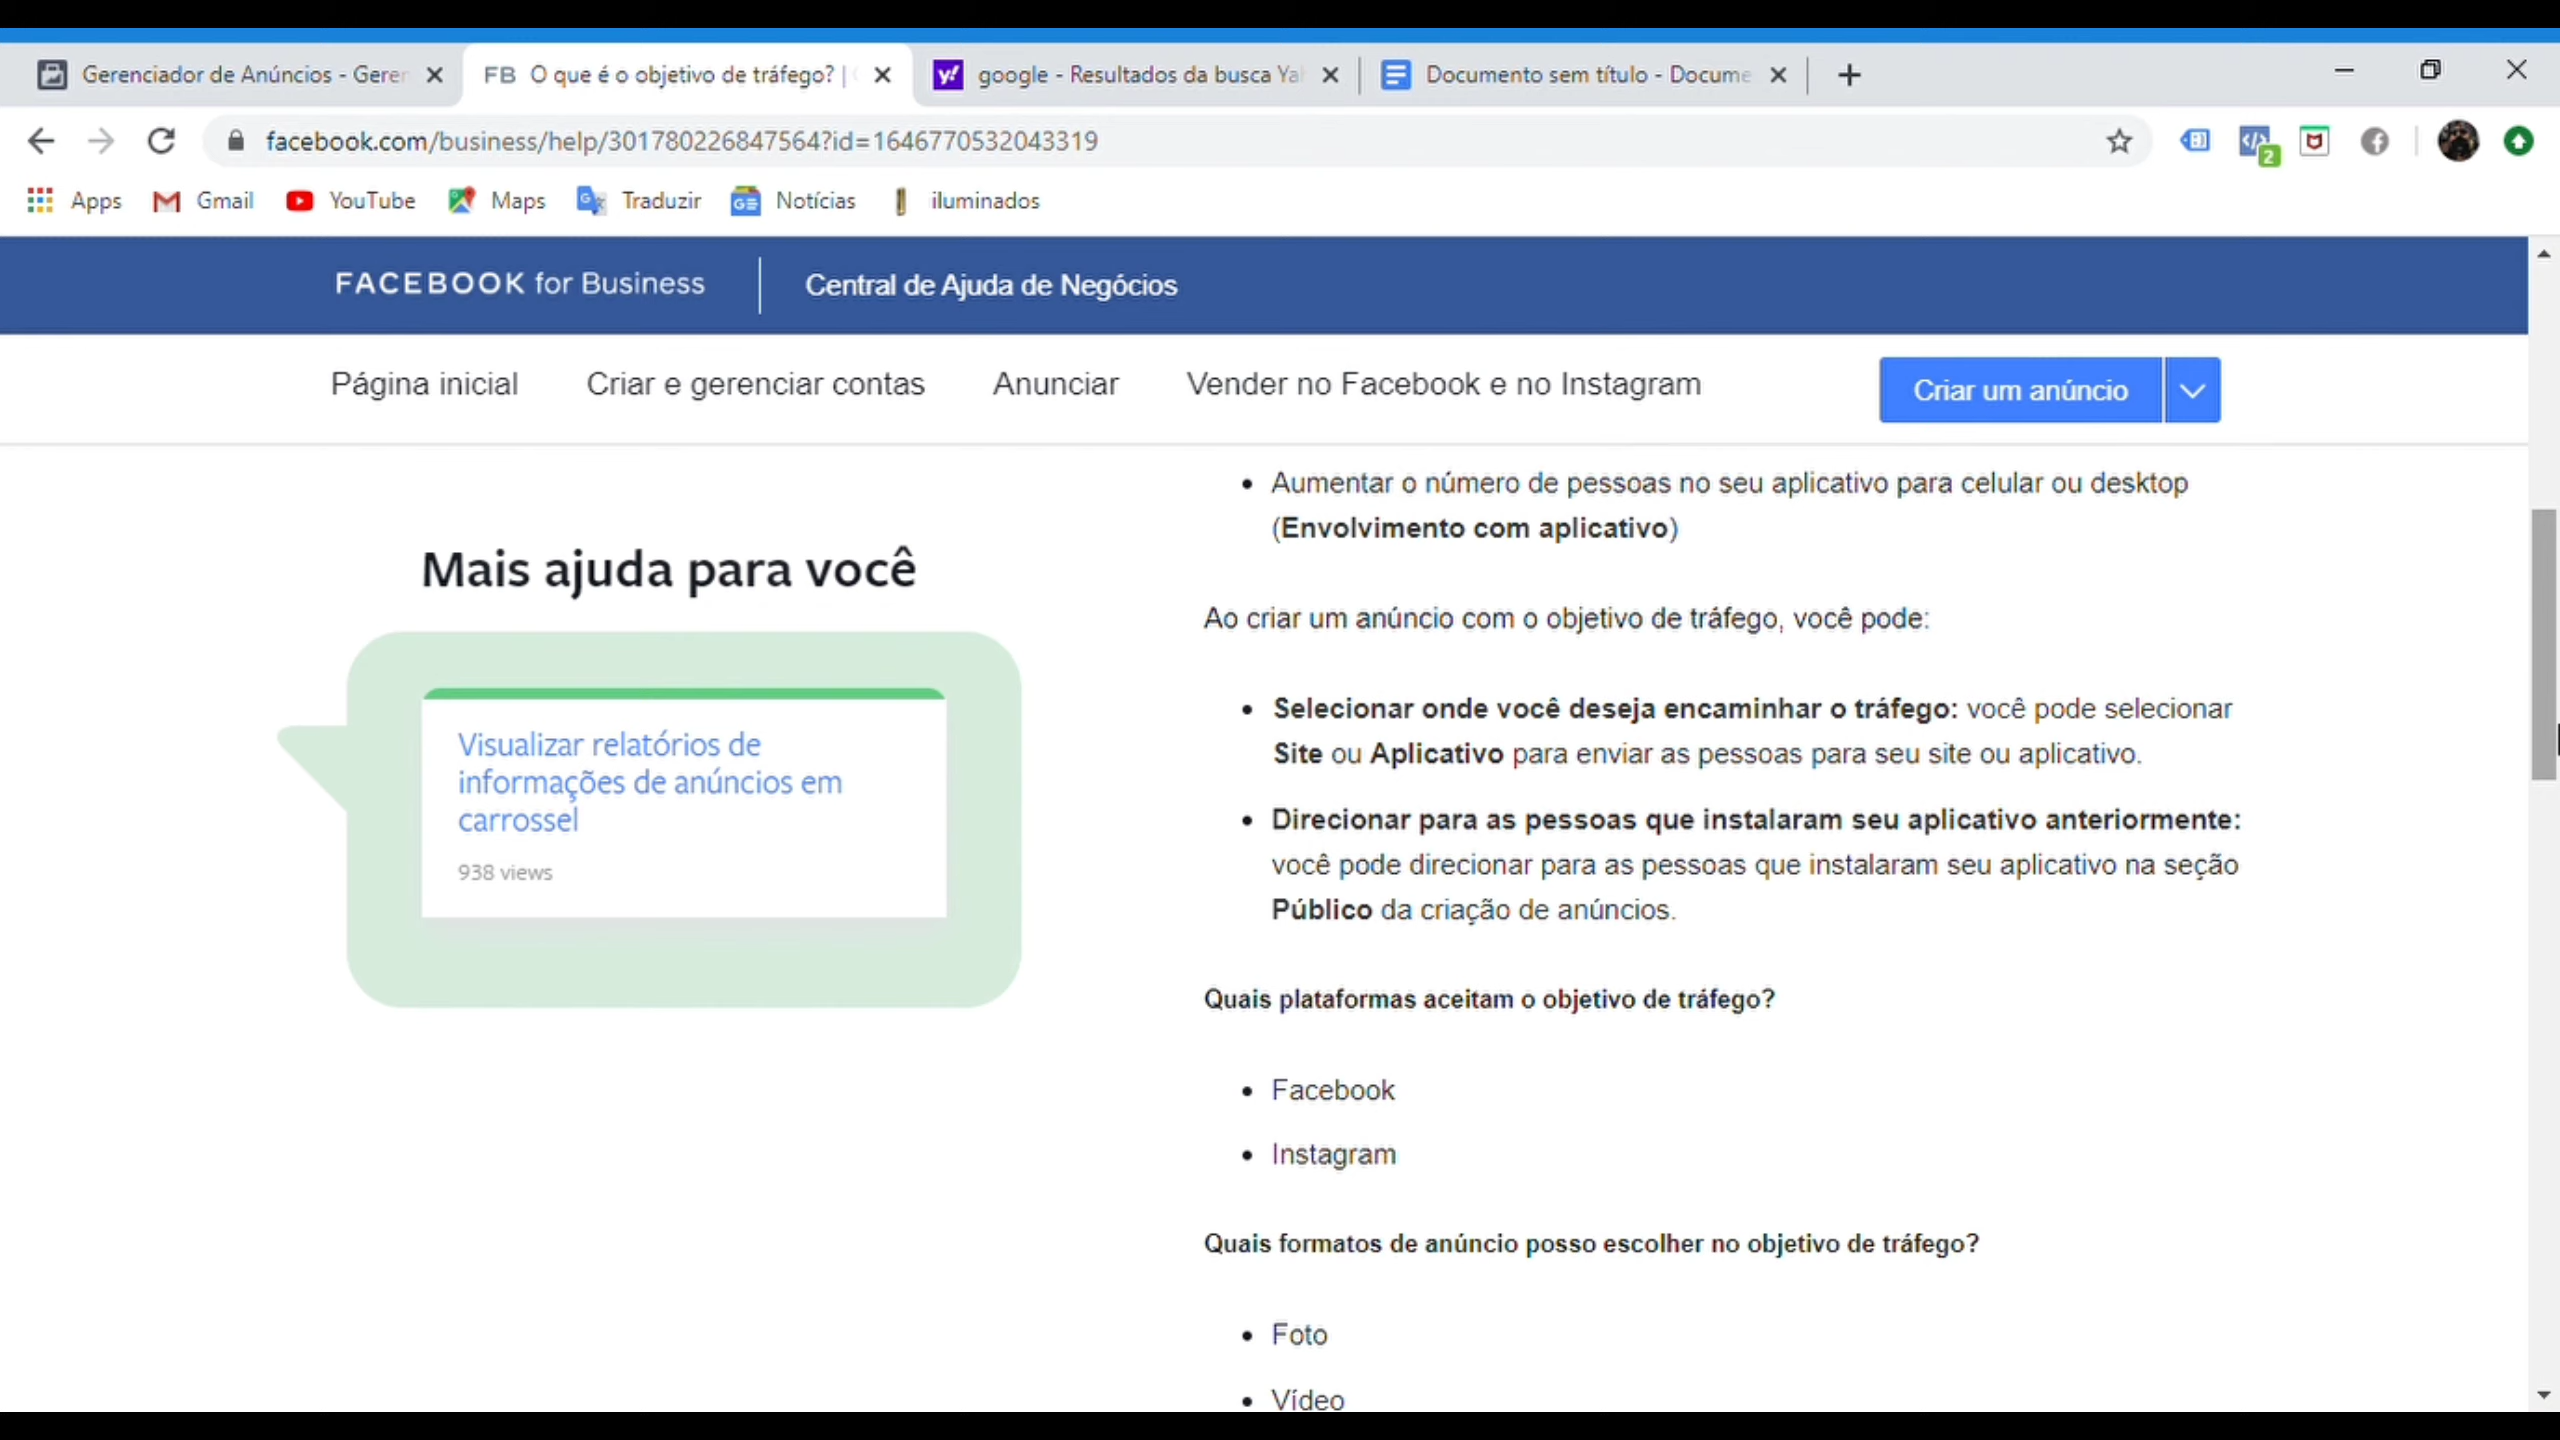 Gerenciador de Anúncios - Geren
FB O que é o objetivo de tráfego? |
google - Resultados da busca Yah
Documento sem título - Docume
facebook.com/business/help/301780226847564?id=1646770532043319
2
Apps
Gmail
YouTube
Maps
Traduzir
Notícias
iluminados
FACEBOOK for Business
Central de Ajuda de Negócios
Página inicial
Criar e gerenciar contas
Anunciar
Vender no Facebook e no Instagram
Criar um anúncio
Mais ajuda para você
Visualizar relatórios de
informações de anúncios em
carrossel
938 views
• Aumentar o número de pessoas no seu aplicativo para celular ou desktop
(Envolvimento com aplicativo)
Ao criar um anúncio com o objetivo de tráfego, você pode:
• Selecionar onde você deseja encaminhar o tráfego: você pode selecionar
Site ou Aplicativo para enviar as pessoas para seu site ou aplicativo.
• Direcionar para as pessoas que instalaram seu aplicativo anteriormente:
você pode direcionar para as pessoas que instalaram seu aplicativo na seção
Público da criação de anúncios.
Quais plataformas aceitam o objetivo de tráfego?
• Facebook
• Instagram
Quais formatos de anúncio posso escolher no objetivo de tráfego?
• Foto
• Vídeo